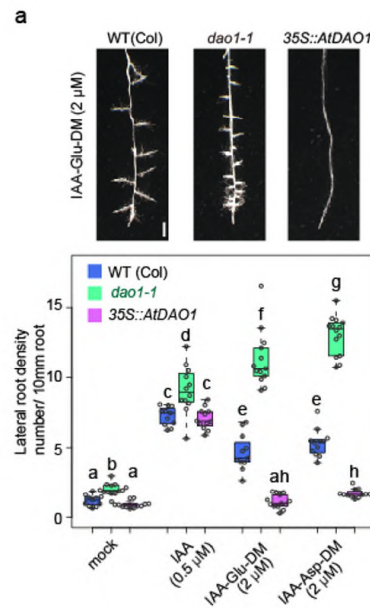 a
WT(Col) dao1-1 35S::AtDAO1
IAA-Glu-DM (2 µM)
WT (Col)
dao1-1
35S::AtDAO1
Lateral root density
number/ 10mm root
15
10
5
0
a b a c d c e f ah e g h
mock
IAA
(0.5 µM)
IAA-Glu-DM
(2 µM)
IAA-Asp-DM
(2 µM)